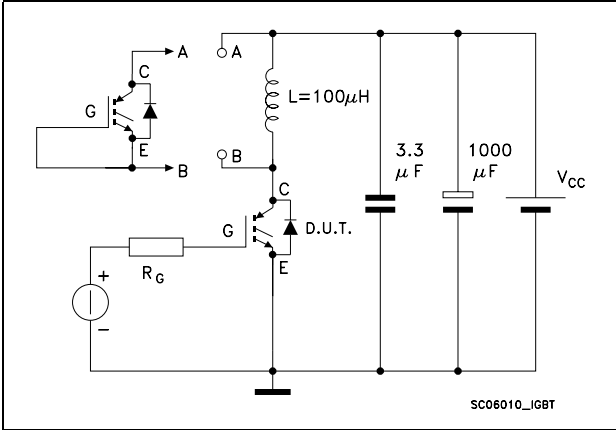 A
A
C
G
L=100µH
E
B
B
3.3
µF
1000
µF
VCC
C
G
D.U.T.
E
RG
+
−
SC06010_IGBT